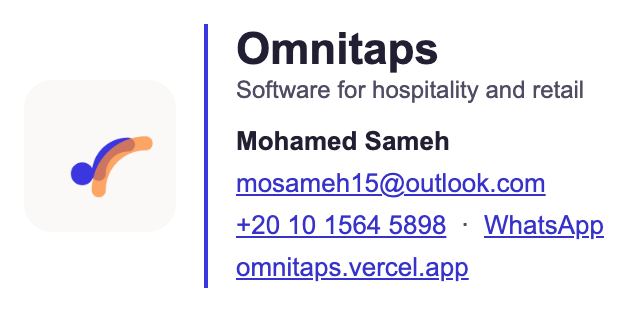 Omnitaps
Software for hospitality and retail
Mohamed Sameh
mosameh15@outlook.com
+20 10 1564 5898 · WhatsApp
omnitaps.vercel.app